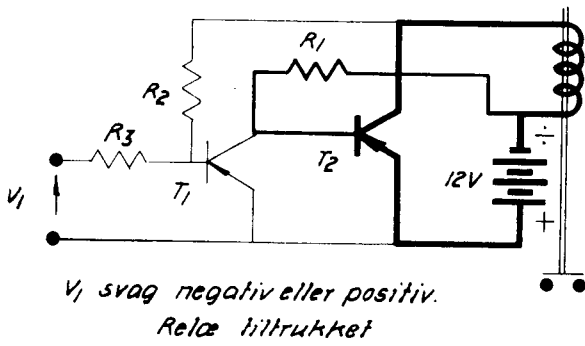 R1
R2
R3
T1
T2
V1
12V
÷
+
V1 svag negativ eller positiv.
Relæ tiltrukket